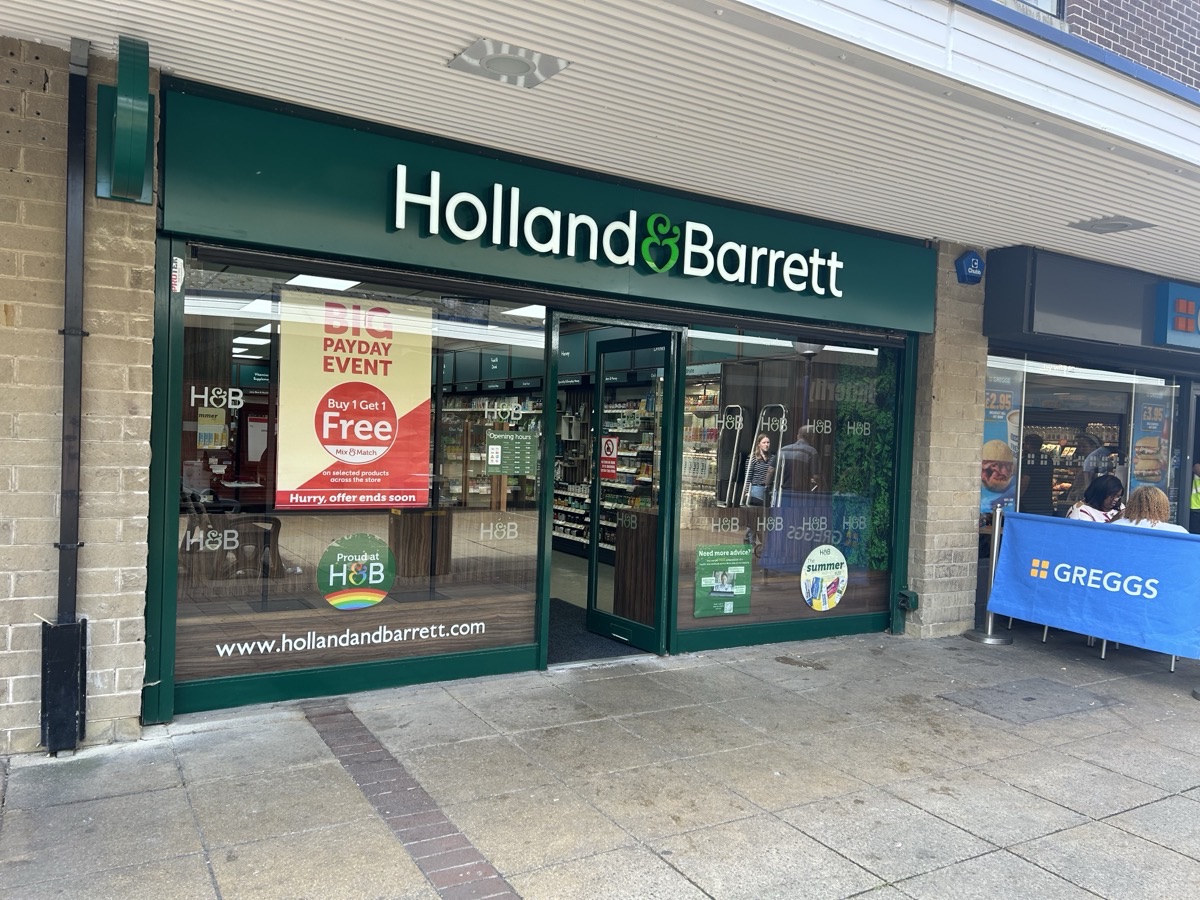 Holland & Barrett
BIG
PAYDAY
EVENT
Buy 1 Get 1
Free
Mix & Match
on selected products
across the store
Hurry, offer ends soon
H&B
H&B
Opening hours
H&B
H&B
Proud at
H&B
www.hollandandbarrett.com
H&B
H&B
H&B
H&B
H&B
H&B
H&B
H&B
H&B
Need more advice?
H&B
summer
GREGGS
Chubb
£2.95
£3.95
GREGGS